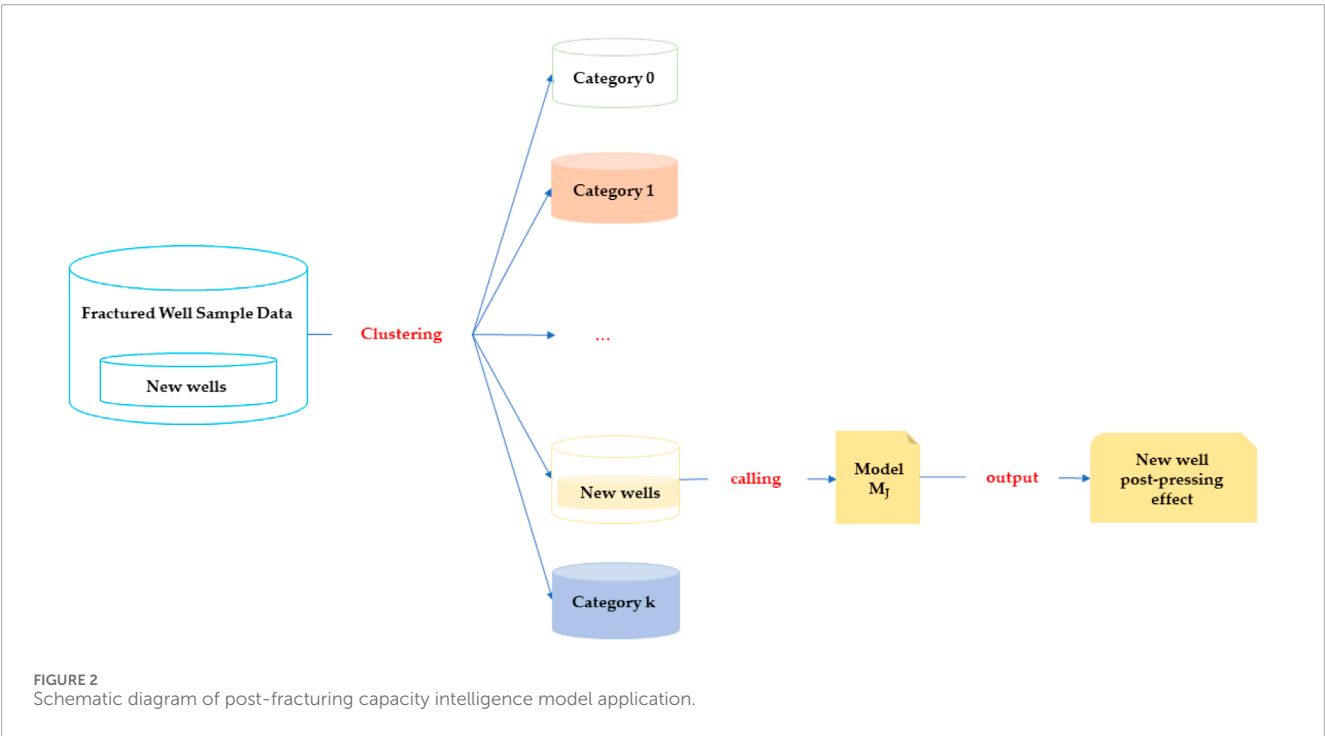 Category 0
Category 1
Fractured Well Sample Data
New wells
Clustering
...
New wells
calling
Model
MJ
output
New well
post-pressing
effect
Category k
FIGURE 2
Schematic diagram of post-fracturing capacity intelligence model application.